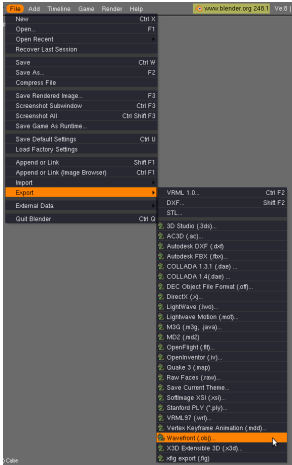 File Add Timeline Game Render Help www.blender.org 248.1
New Ctrl X
Open... F1
Open Recent
Recover Last Session
Save Ctrl W
Save As... F2
Compress File
Save Rendered Image... F3
Screenshot Subwindow Ctrl F3
Screenshot All Ctrl Shift F3
Save Game As Runtime...
Save Default Settings Ctrl U
Load Factory Settings
Append or Link Shift F1
Append or Link (Image Browser) Ctrl F1
Import
Export
External Data
Quit Blender Ctrl Q
VRML 1.0... Ctrl F2
DXF... Shift F2
STL...
3D Studio (.3ds)...
AC3D (.ac)...
Autodesk DXF (.dxf)
Autodesk FBX (.fbx)...
COLLADA 1.3.1 (.dae) ...
COLLADA 1.4(.dae) ...
DEC Object File Format (.off)...
DirectX (.x)...
LightWave (.lwo)...
Lightwave Motion (.mot)...
M3G (.m3g, .java)...
MD2 (.md2)
OpenFlight (.flt)...
OpenInventor (.iv)...
Quake 3 (.map)
Raw Faces (.raw)...
Save Current Theme...
Softimage XSI (.xsi)...
Stanford PLY (*.ply)...
VRML97 (.wrl)...
Vertex Keyframe Animation (.mdd)...
Wavefront (.obj)...
X3D Extensible 3D (.x3d)...
xfig export (.fig)
Cube